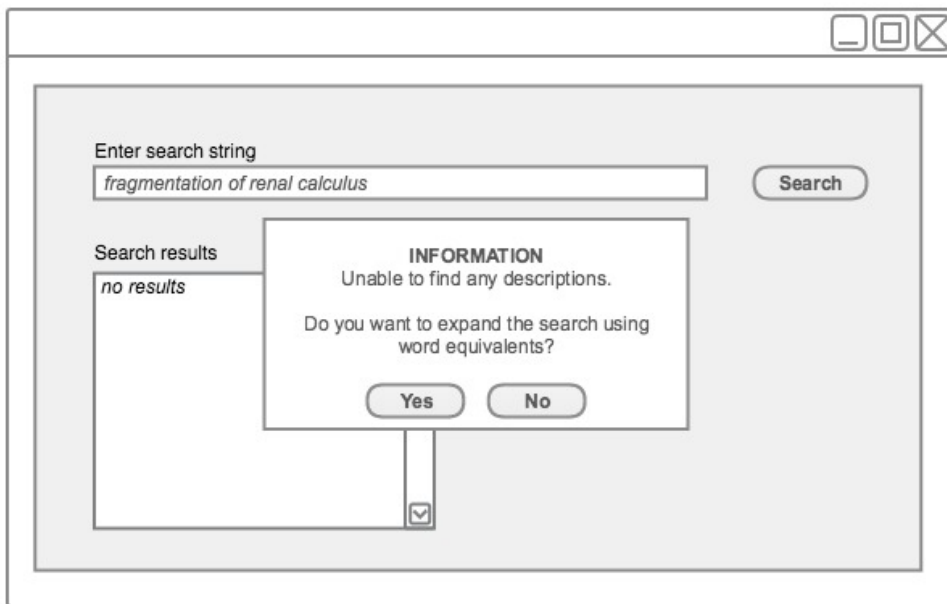 Enter search string
fragmentation of renal calculus
Search
Search results
no results
INFORMATION
Unable to find any descriptions.
Do you want to expand the search using
word equivalents?
Yes
No